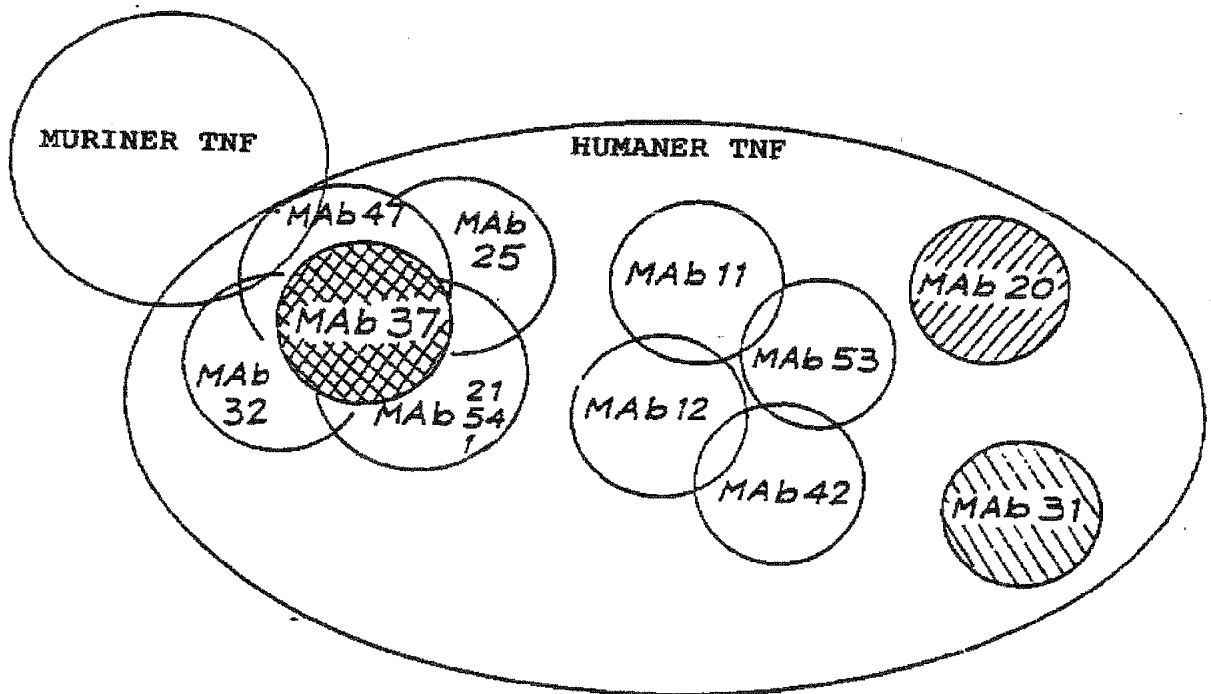 MURINER TNF
HUMANER TNF
MAb 47
MAb
25
MAb 11
MAb 20
MAb 37
MAb 53
MAb
32
21
MAb 54
1
MAb 12
MAb 42
MAb 31